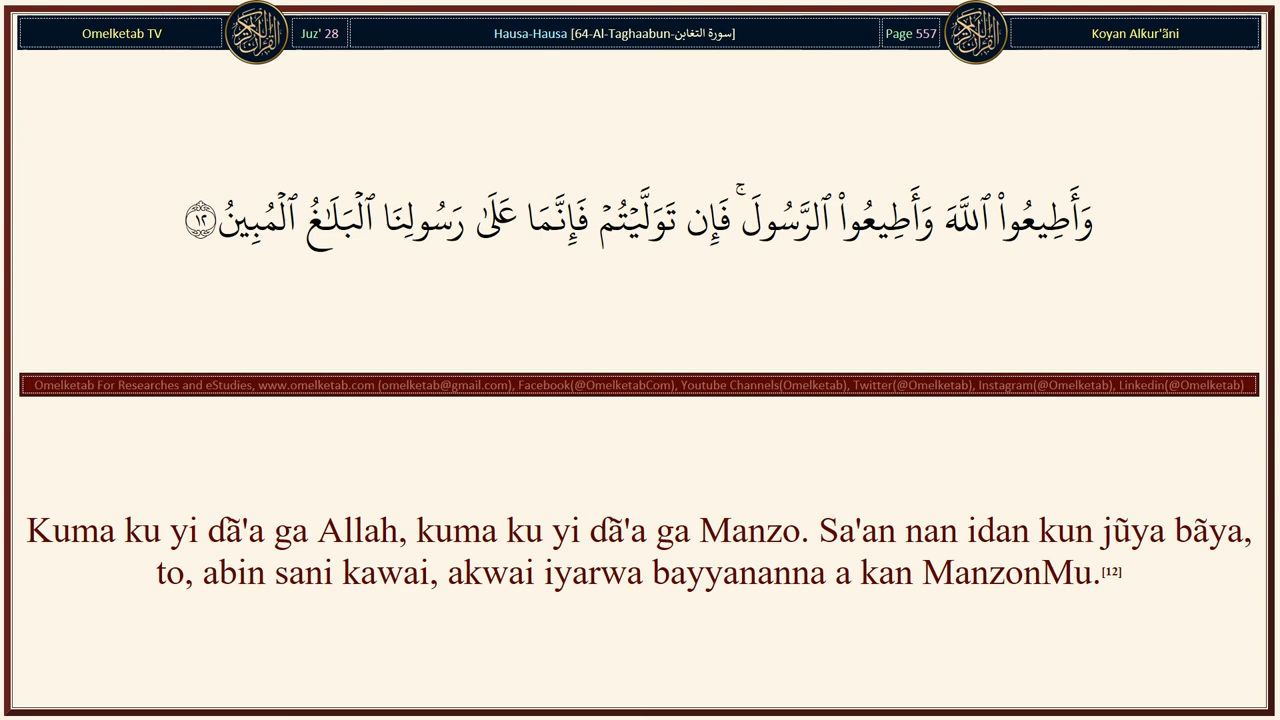 Omelketab TV
Juz' 28
Hausa-Hausa [64-Al-Taghaabun-سورة التغابن]
Page 557
Koyan Alƙur'ãni
وَأَطِيعُوا۟ ٱللَّهَ وَأَطِيعُوا۟ ٱلرَّسُولَ ۚ فَإِن تَوَلَّيْتُمْ فَإِنَّمَا عَلَىٰ رَسُولِنَا ٱلْبَلَـٰغُ ٱلْمُبِينُ ١٢
Omelketab For Researches and eStudies, www.omelketab.com (omelketab@gmail.com), Facebook(@OmelketabCom), Youtube Channels(Omelketab), Twitter(@Omelketab), Instagram(@Omelketab), Linkedin(@Omelketab)
Kuma ku yi ɗã'a ga Allah, kuma ku yi ɗã'a ga Manzo. Sa'an nan idan kun jũya bãya,
to, abin sani kawai, akwai iyarwa bayyananna a kan ManzonMu.[12]